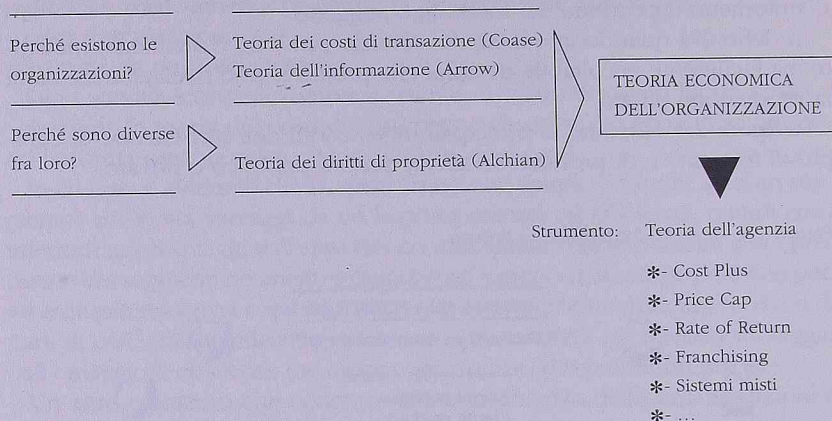 Perché esistono le
organizzazioni?
Teoria dei costi di transazione (Coase)
Teoria dell'informazione (Arrow)
Perché sono diverse
fra loro?
Teoria dei diritti di proprietà (Alchian)
TEORIA ECONOMICA
DELL'ORGANIZZAZIONE
Strumento: Teoria dell'agenzia
*- Cost Plus
*- Price Cap
*- Rate of Return
*- Franchising
*- Sistemi misti
*- ...